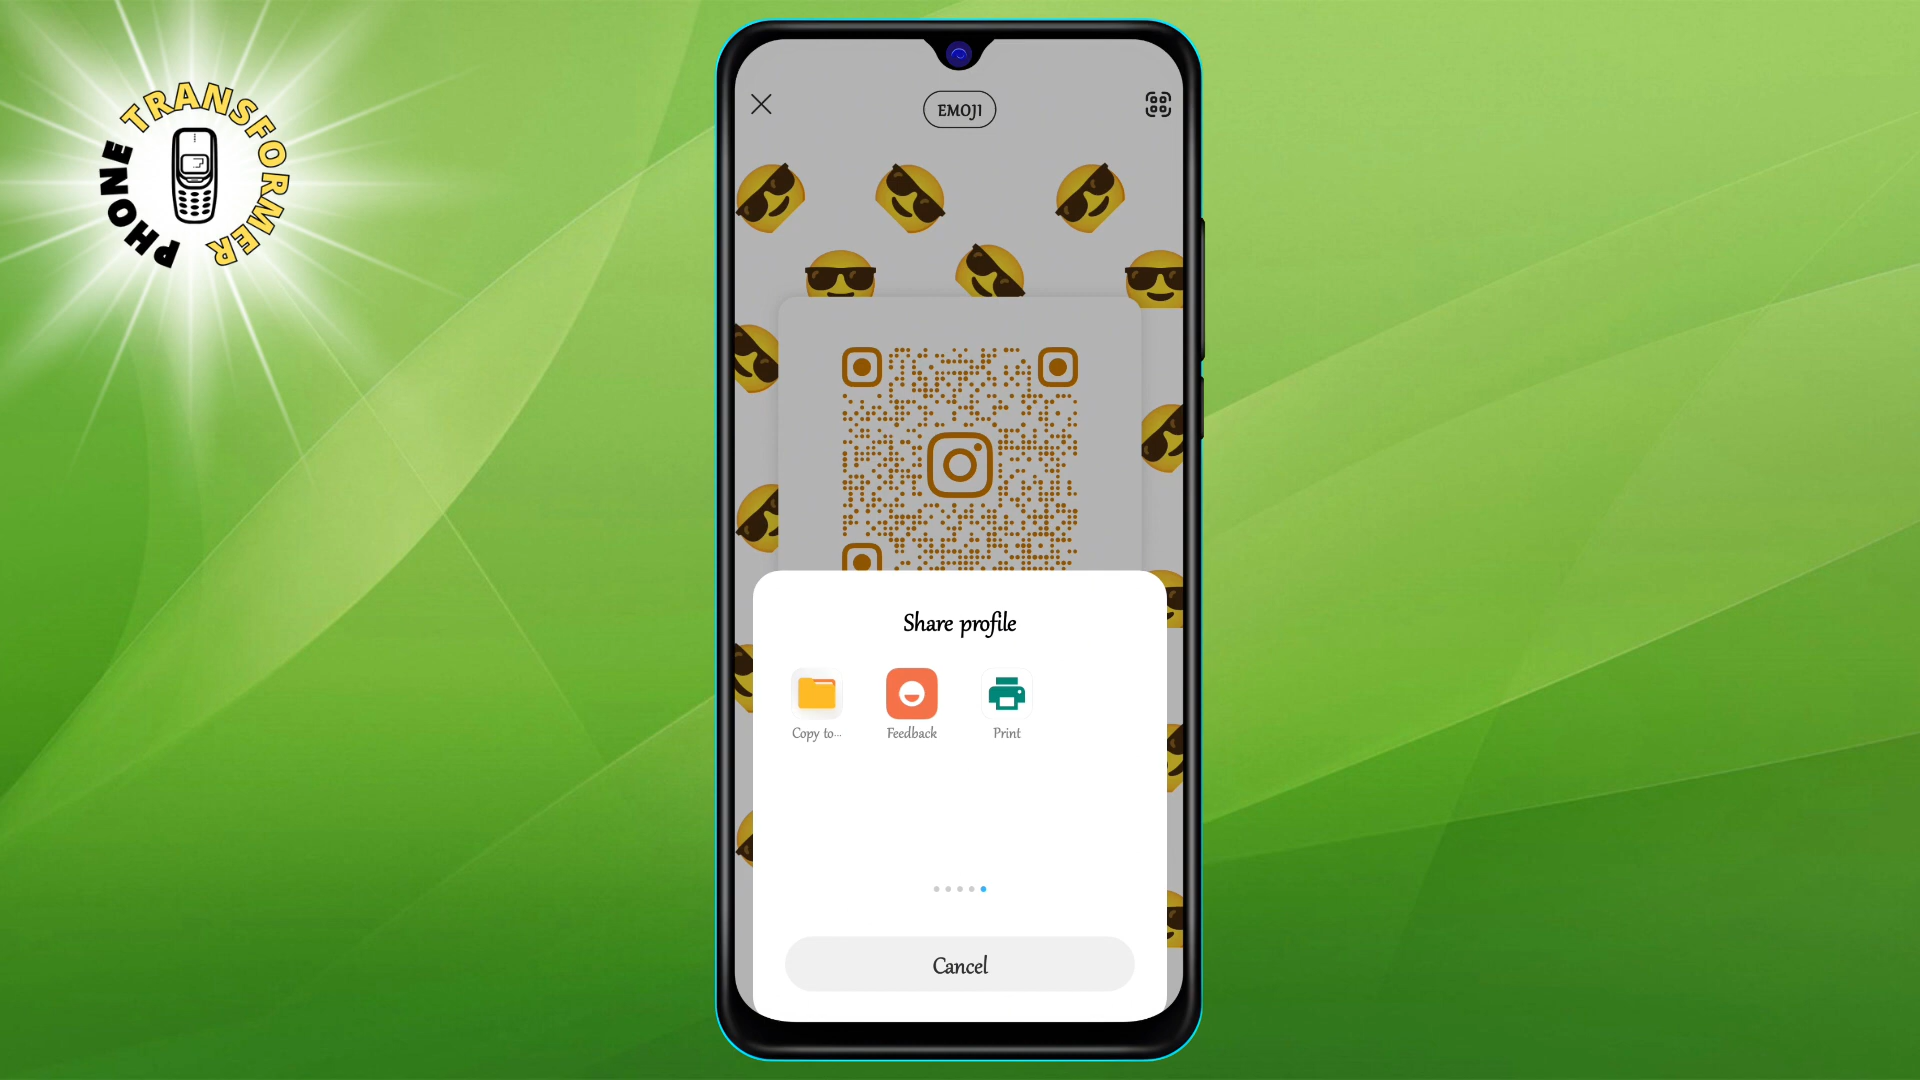 PHONE TRANSFORMER
EMOJI
Share profile
Copy to...
Feedback
Print
Cancel